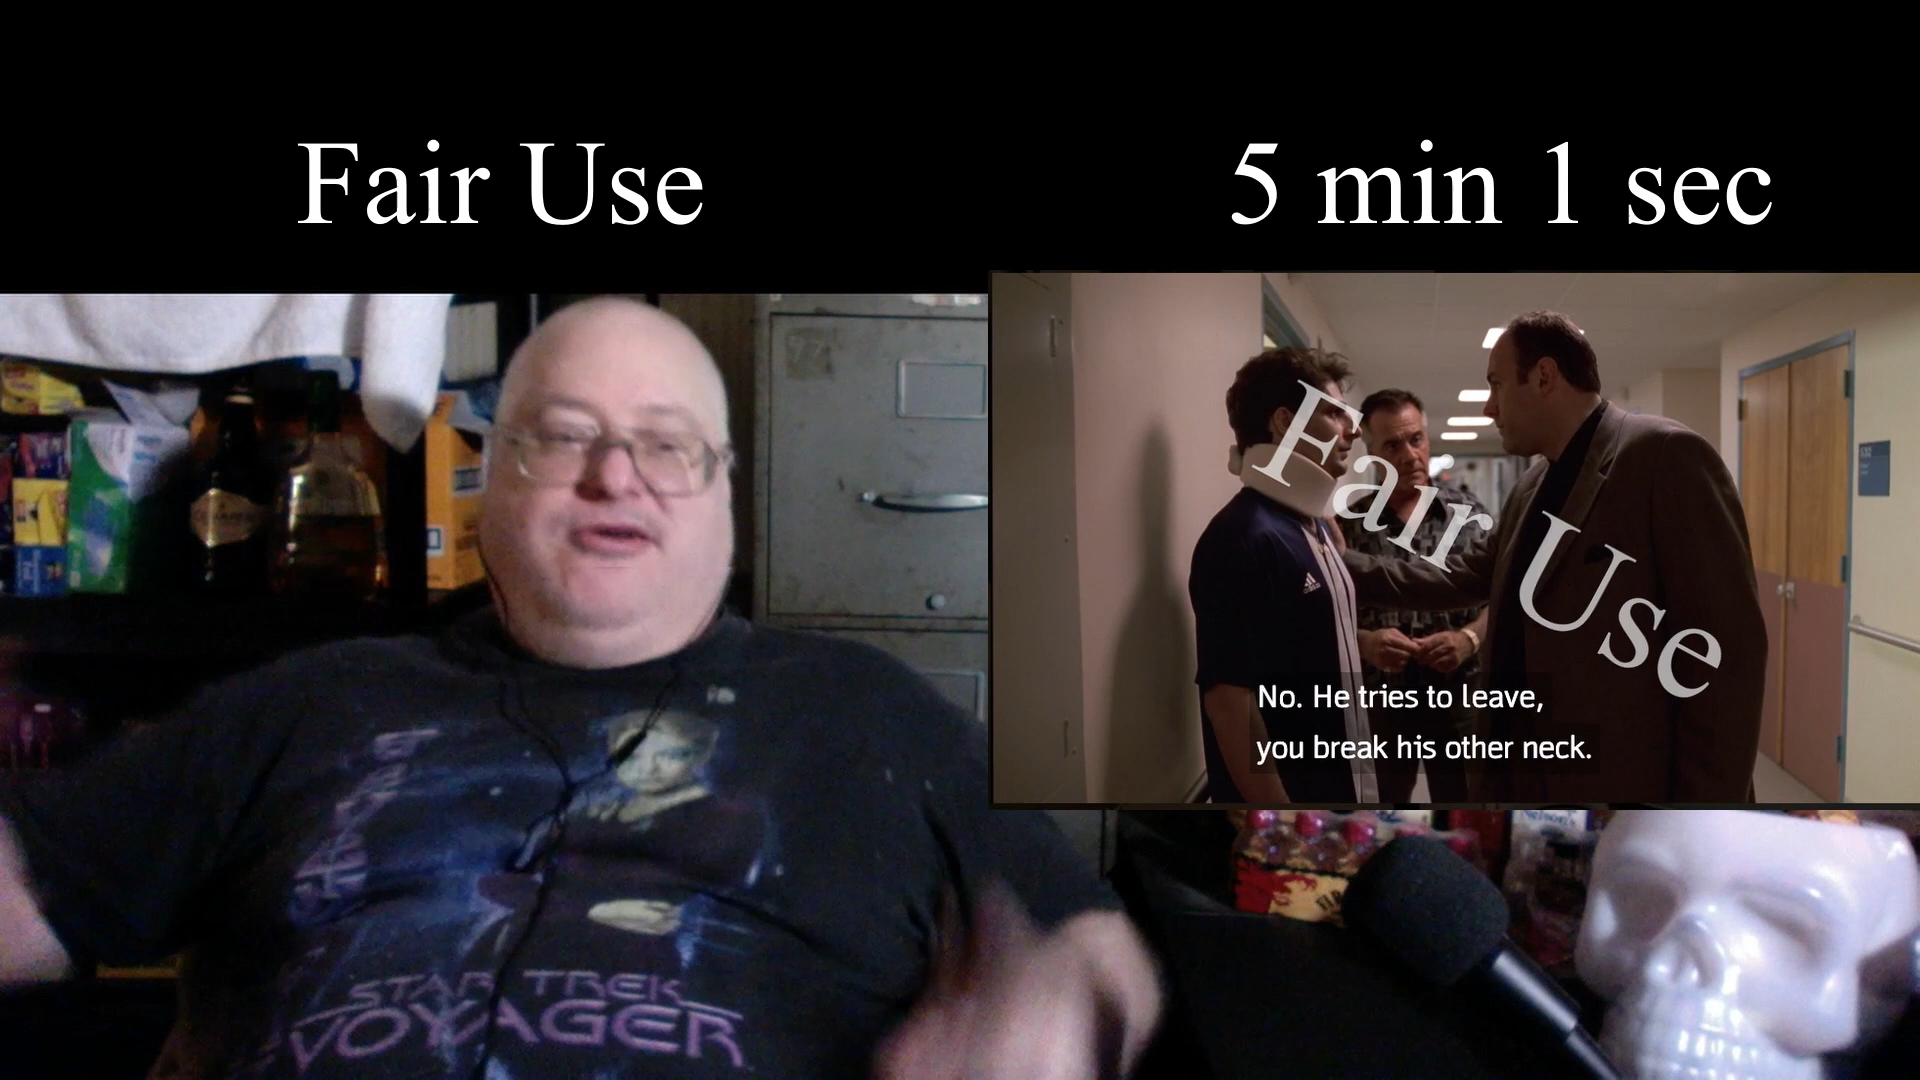 Fair Use
5 min 1 sec
Fair Use
No. He tries to leave,
you break his other neck.
adidas
STAR TREK
VOYAGER